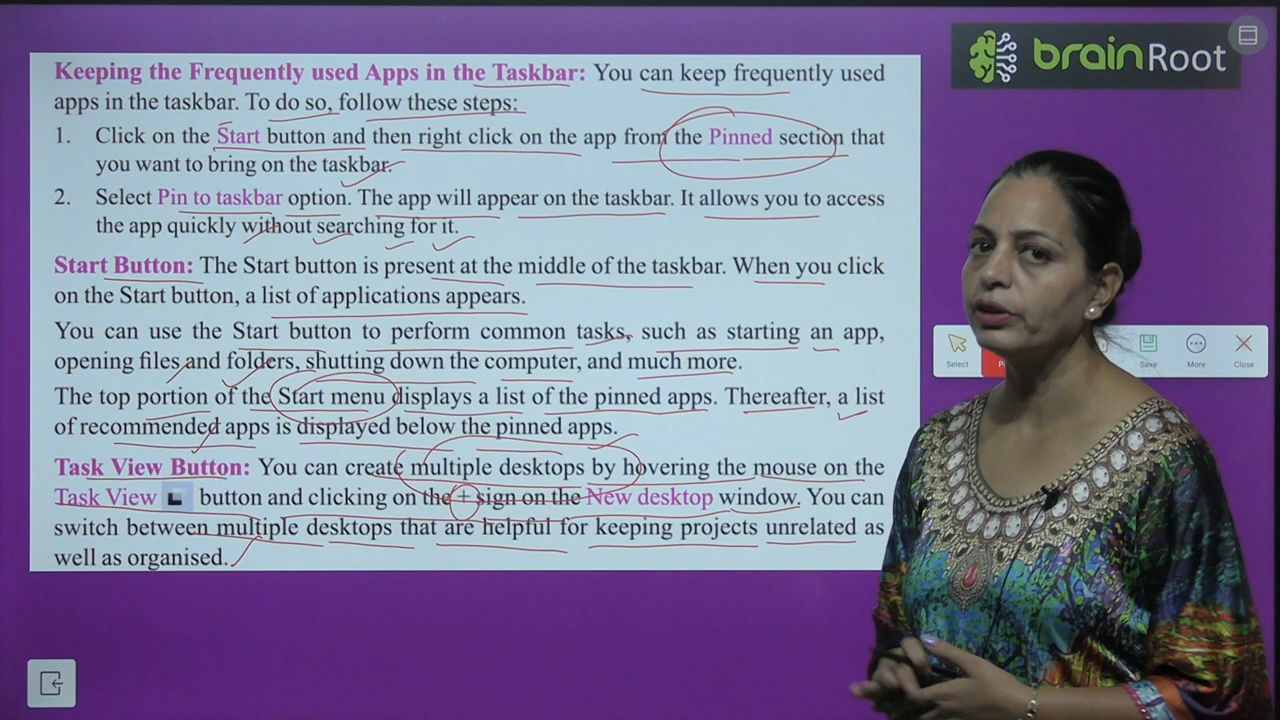 brainRoot
Keeping the Frequently used Apps in the Taskbar: You can keep frequently used
apps in the taskbar. To do so, follow these steps:
1. Click on the Start button and then right click on the app from the Pinned section that
you want to bring on the taskbar.
2. Select Pin to taskbar option. The app will appear on the taskbar. It allows you to access
the app quickly without searching for it.
Start Button: The Start button is present at the middle of the taskbar. When you click
on the Start button, a list of applications appears.
You can use the Start button to perform common tasks, such as starting an app,
opening files and folders, shutting down the computer, and much more.
The top portion of the Start menu displays a list of the pinned apps. Thereafter, a list
of recommended apps is displayed below the pinned apps.
Task View Button: You can create multiple desktops by hovering the mouse on the
Task View button and clicking on the + sign on the New desktop window. You can
switch between multiple desktops that are helpful for keeping projects unrelated as
well as organised.
Select Save More Close